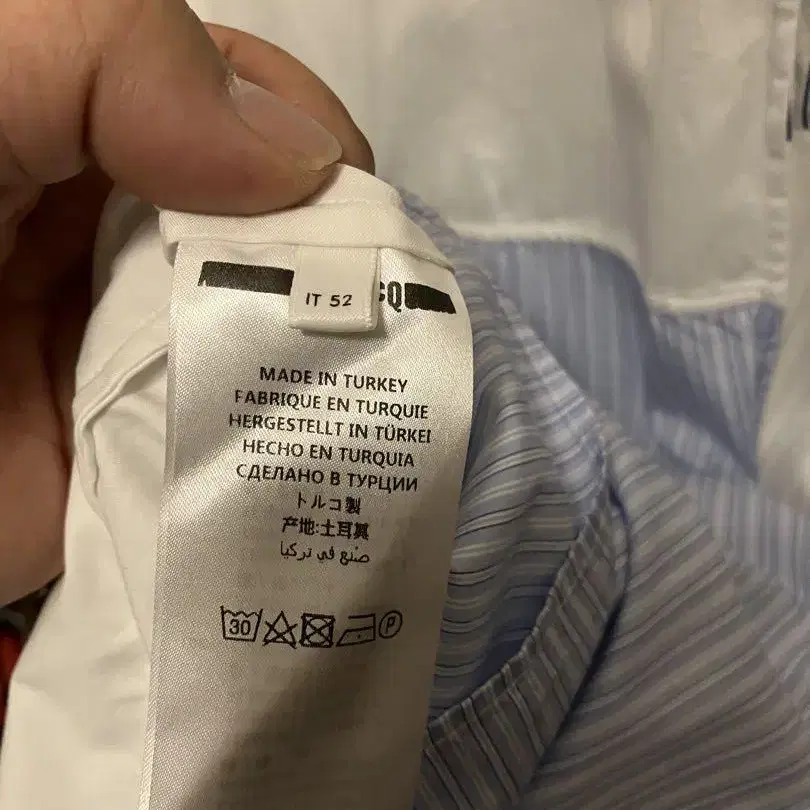 IT 52
CQ
MADE IN TURKEY
FABRIQUE EN TURQUIE
HERGESTELLT IN TÜRKEI
HECHO EN TURQUIA
СДЕЛАНО В ТУРЦИИ
トルコ製
产地:土耳其
صنع في تركيا
30
P